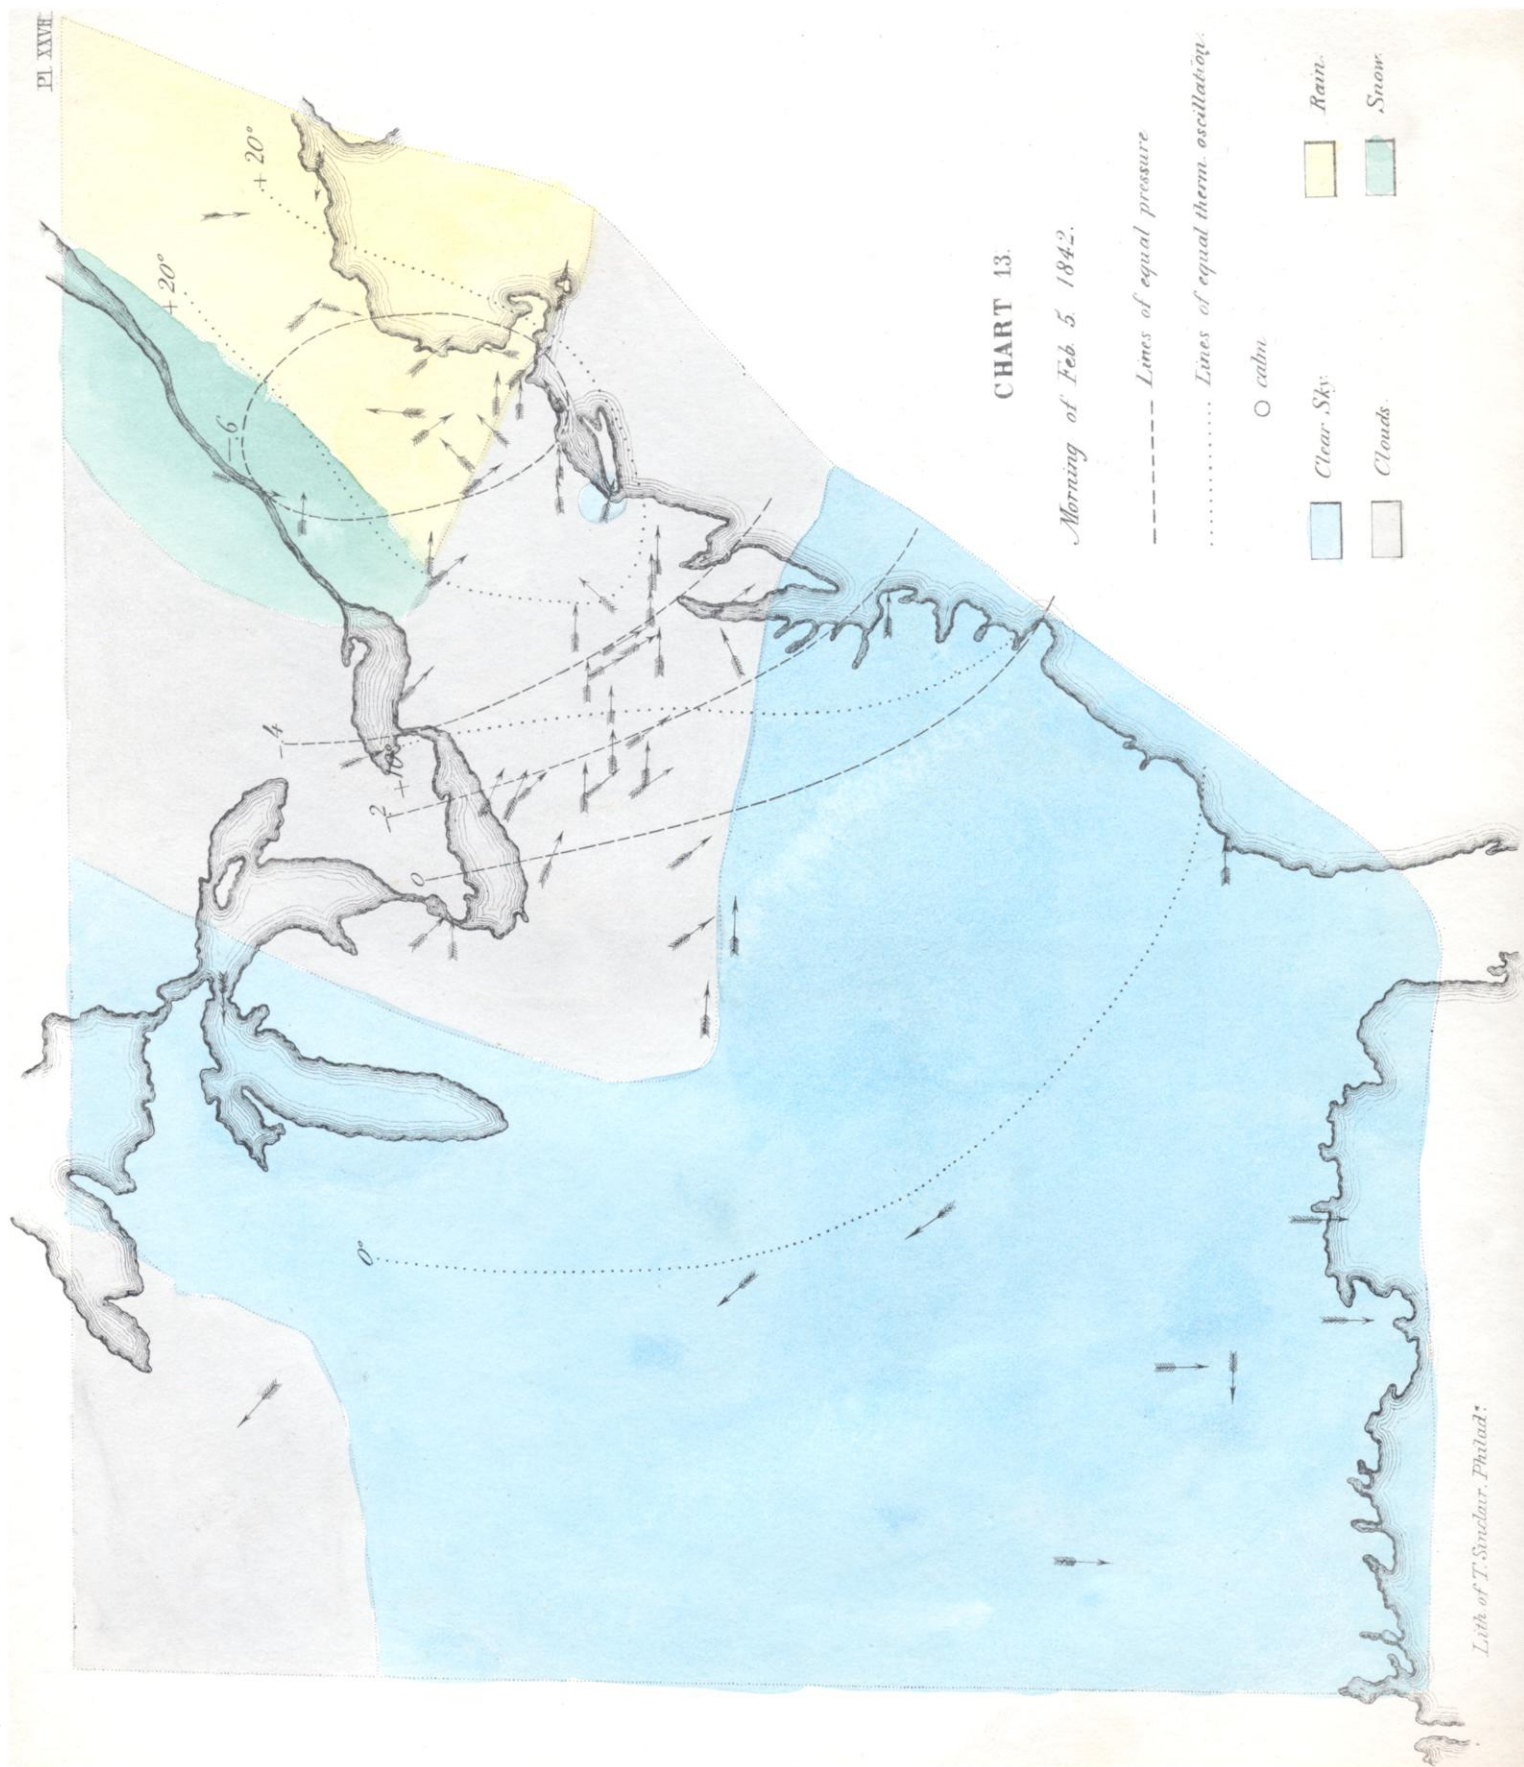 Pl. XXVII
+ 20°
+ 20°
– 6
– 4
+ 10°
– 2
0
0°
CHART 13.
Morning of Feb. 5 1842.
Lines of equal pressure
Lines of equal therm. oscillation.
calm
Clear Sky.
Rain.
Clouds.
Snow.
Lith of T. Sinclair, Philad: